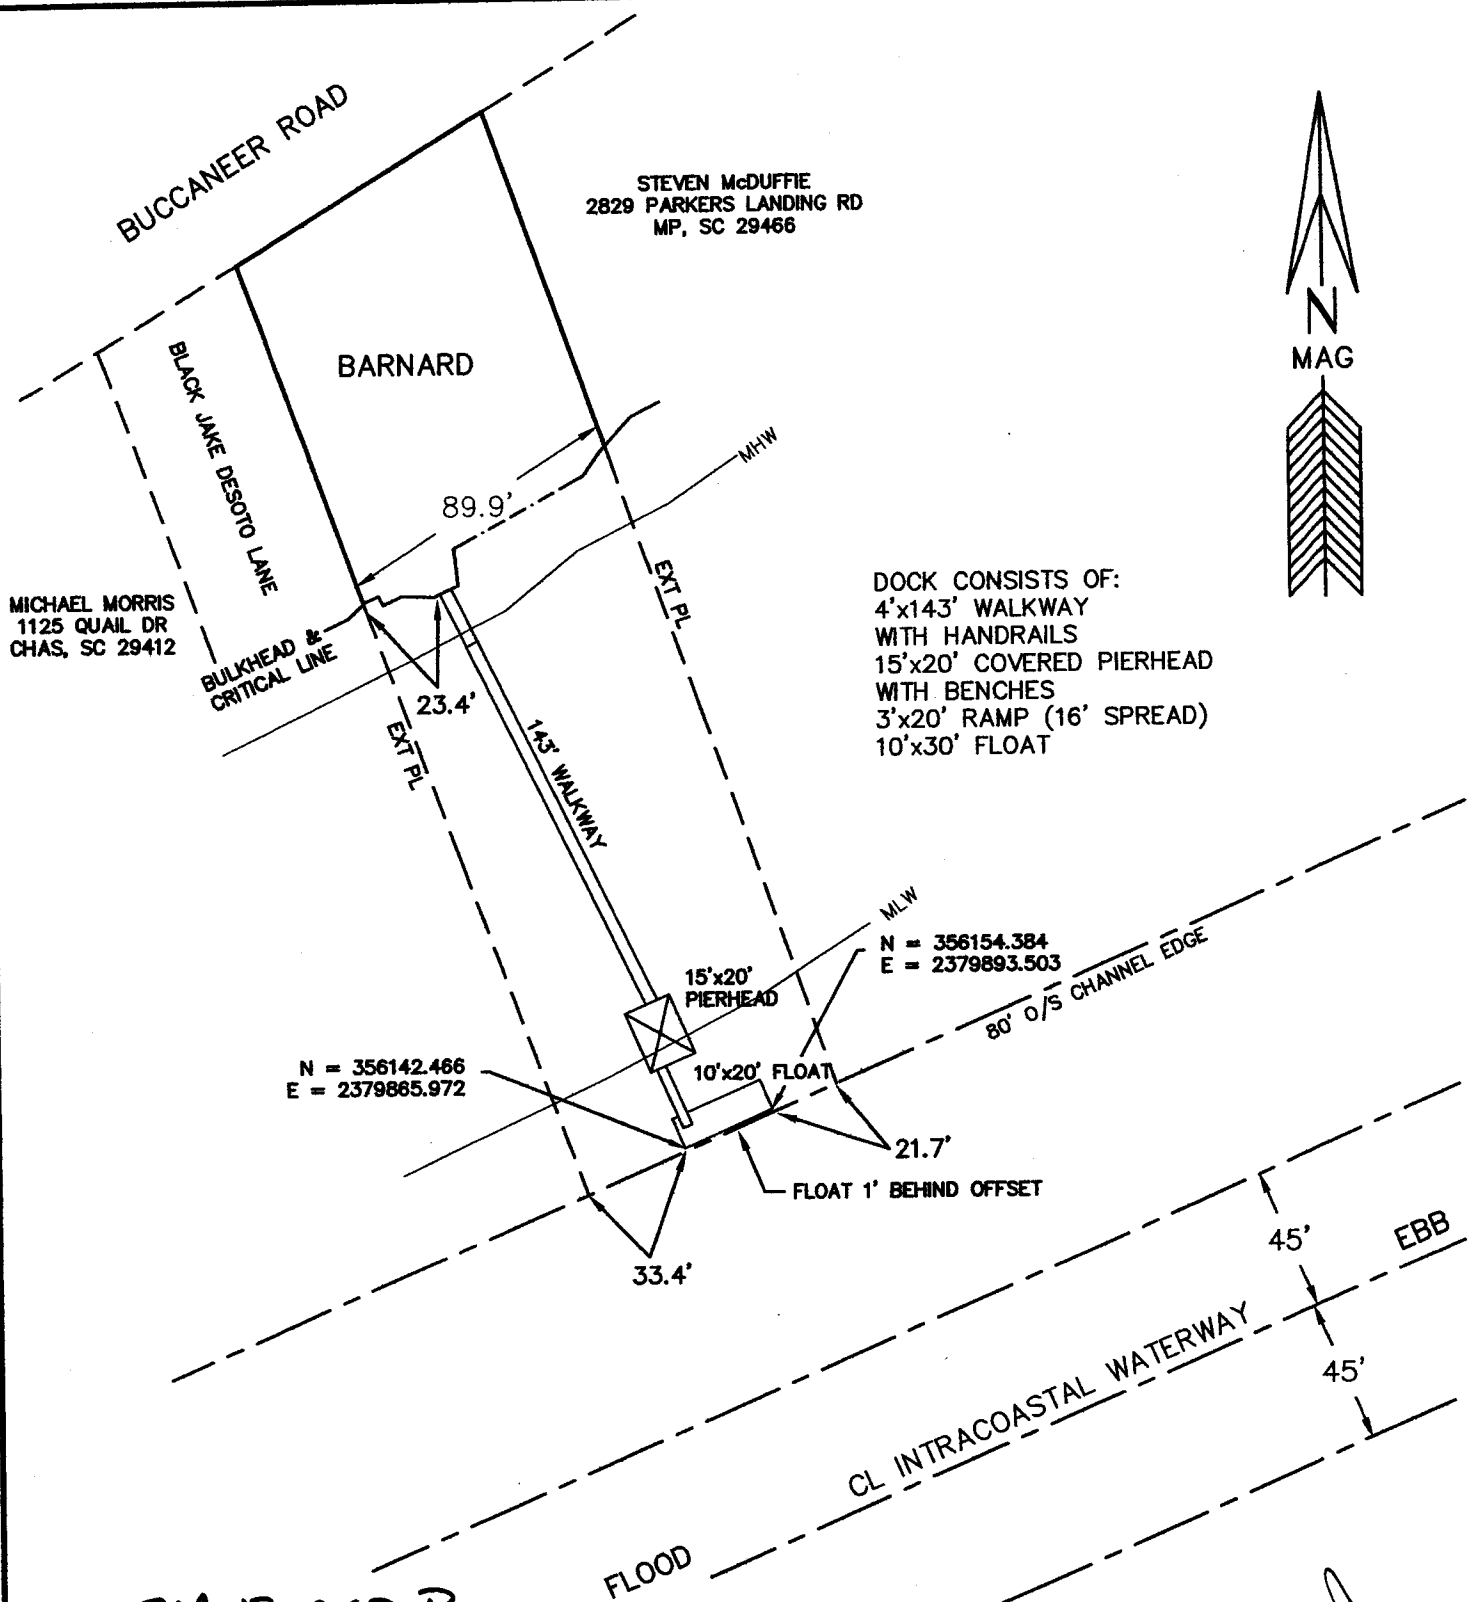 BUCCANEER ROAD
STEVEN McDUFFIE
2829 PARKERS LANDING RD
MP, SC 29466
N
MAG
BARNARD
BLACK JAKE DESOTO LANE
89.9'
MHW
MICHAEL MORRIS
1125 QUAIL DR
CHAS, SC 29412
BULKHEAD &
CRITICAL LINE
23.4'
EXT PL
EXT PL
143' WALKWAY
DOCK CONSISTS OF:
4'x143' WALKWAY
WITH HANDRAILS
15'x20' COVERED PIERHEAD
WITH BENCHES
3'x20' RAMP (16' SPREAD)
10'x30' FLOAT
MLW
N = 356154.384
E = 2379893.503
15'x20'
PIERHEAD
80' O/S CHANNEL EDGE
N = 356142.466
E = 2379865.972
10'x20' FLOAT
21.7'
FLOAT 1' BEHIND OFFSET
33.4'
45'
EBB
45'
CL INTRACOASTAL WATERWAY
FLOOD